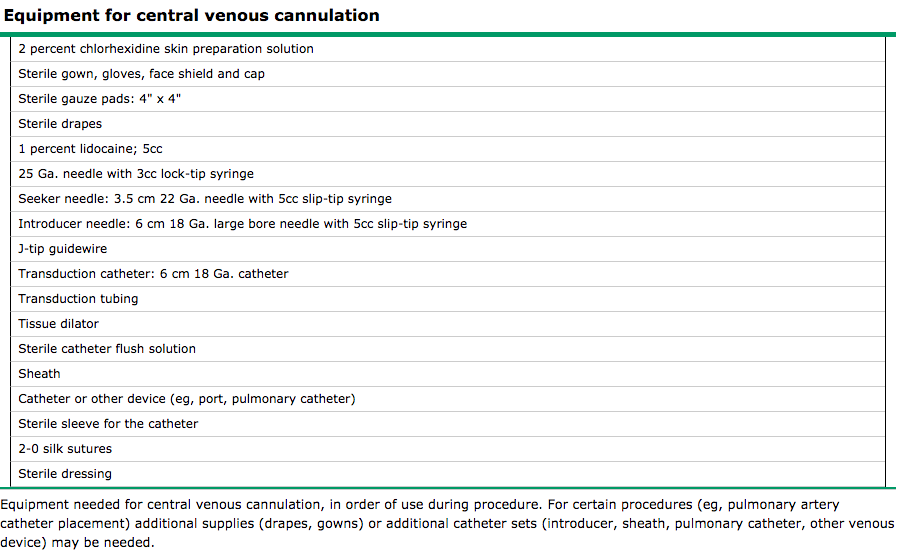 Equipment for central venous cannulation
2 percent chlorhexidine skin preparation solution
Sterile gown, gloves, face shield and cap
Sterile gauze pads: 4" x 4"
Sterile drapes
1 percent lidocaine; 5cc
25 Ga. needle with 3cc lock-tip syringe
Seeker needle: 3.5 cm 22 Ga. needle with 5cc slip-tip syringe
Introducer needle: 6 cm 18 Ga. large bore needle with 5cc slip-tip syringe
J-tip guidewire
Transduction catheter: 6 cm 18 Ga. catheter
Transduction tubing
Tissue dilator
Sterile catheter flush solution
Sheath
Catheter or other device (eg, port, pulmonary catheter)
Sterile sleeve for the catheter
2-0 silk sutures
Sterile dressing
Equipment needed for central venous cannulation, in order of use during procedure. For certain procedures (eg, pulmonary artery
catheter placement) additional supplies (drapes, gowns) or additional catheter sets (introducer, sheath, pulmonary catheter, other venous
device) may be needed.